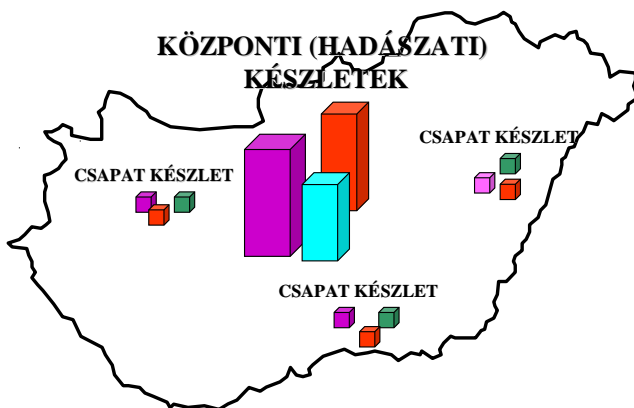 KÖZPONTI (HADÁSZATI)
KÉSZLETEK
CSAPAT KÉSZLET
CSAPAT KÉSZLET
CSAPAT KÉSZLET